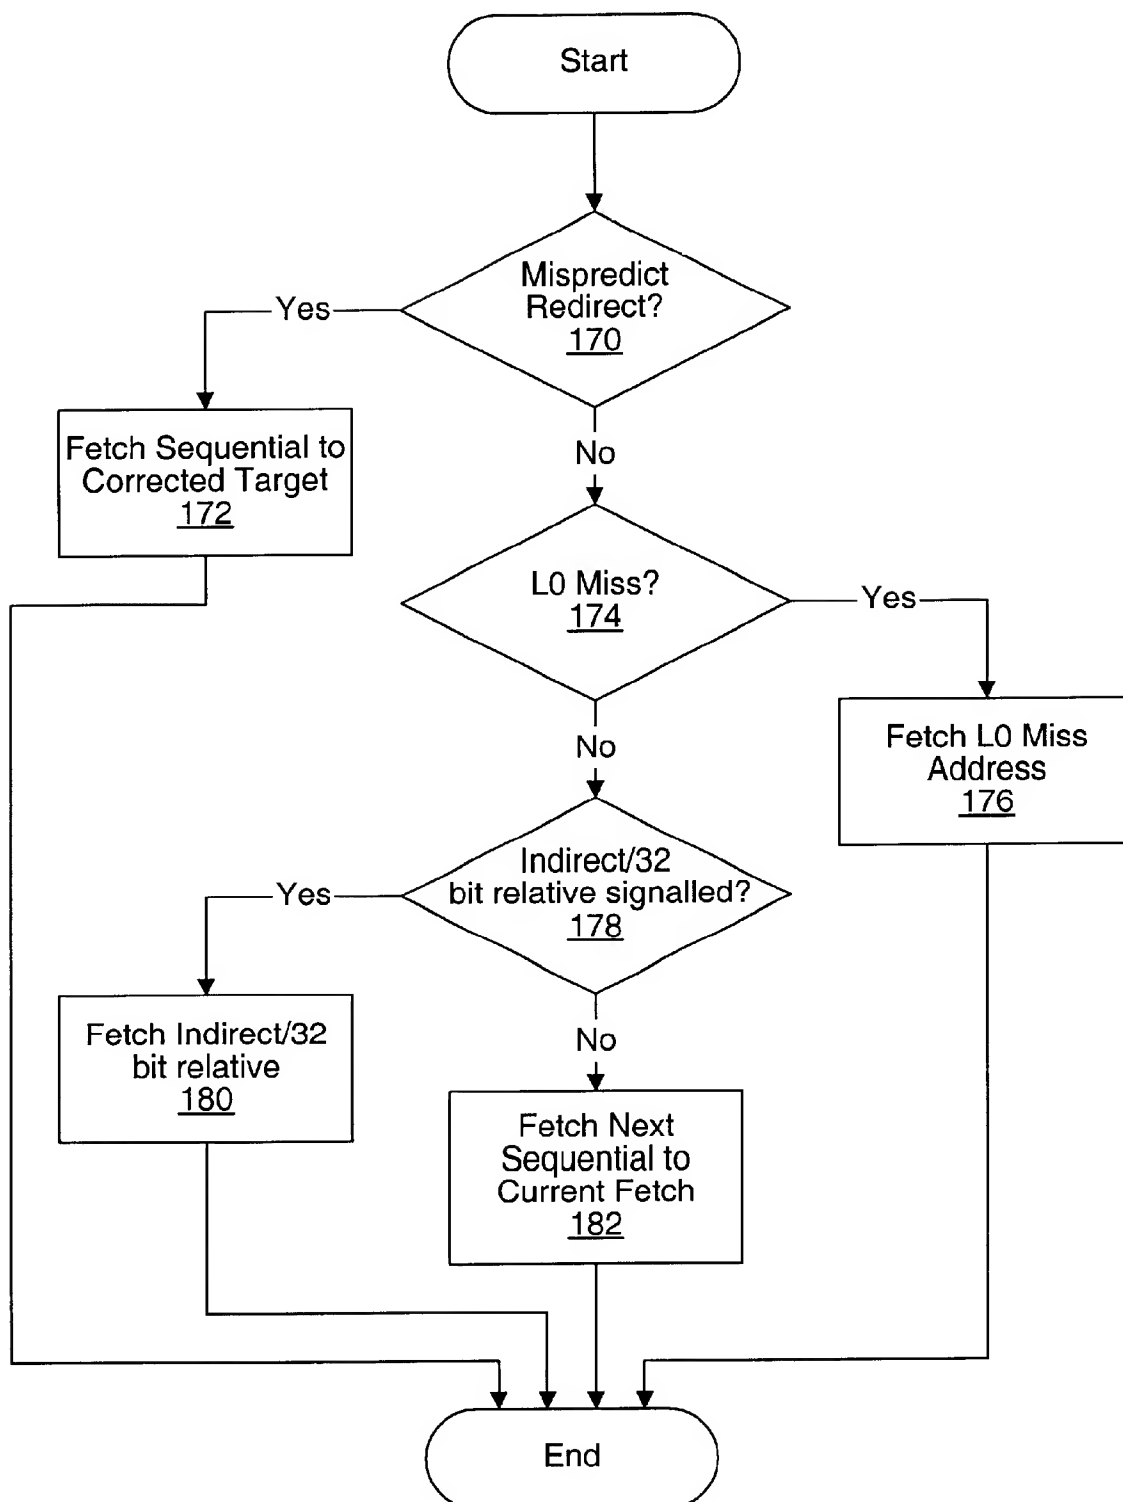 Start
Mispredict
Redirect?
170
Yes
No
Fetch Sequential to
Corrected Target
172
L0 Miss?
174
Yes
No
Fetch L0 Miss
Address
176
Indirect/32
bit relative signalled?
178
Yes
No
Fetch Indirect/32
bit relative
180
Fetch Next
Sequential to
Current Fetch
182
End